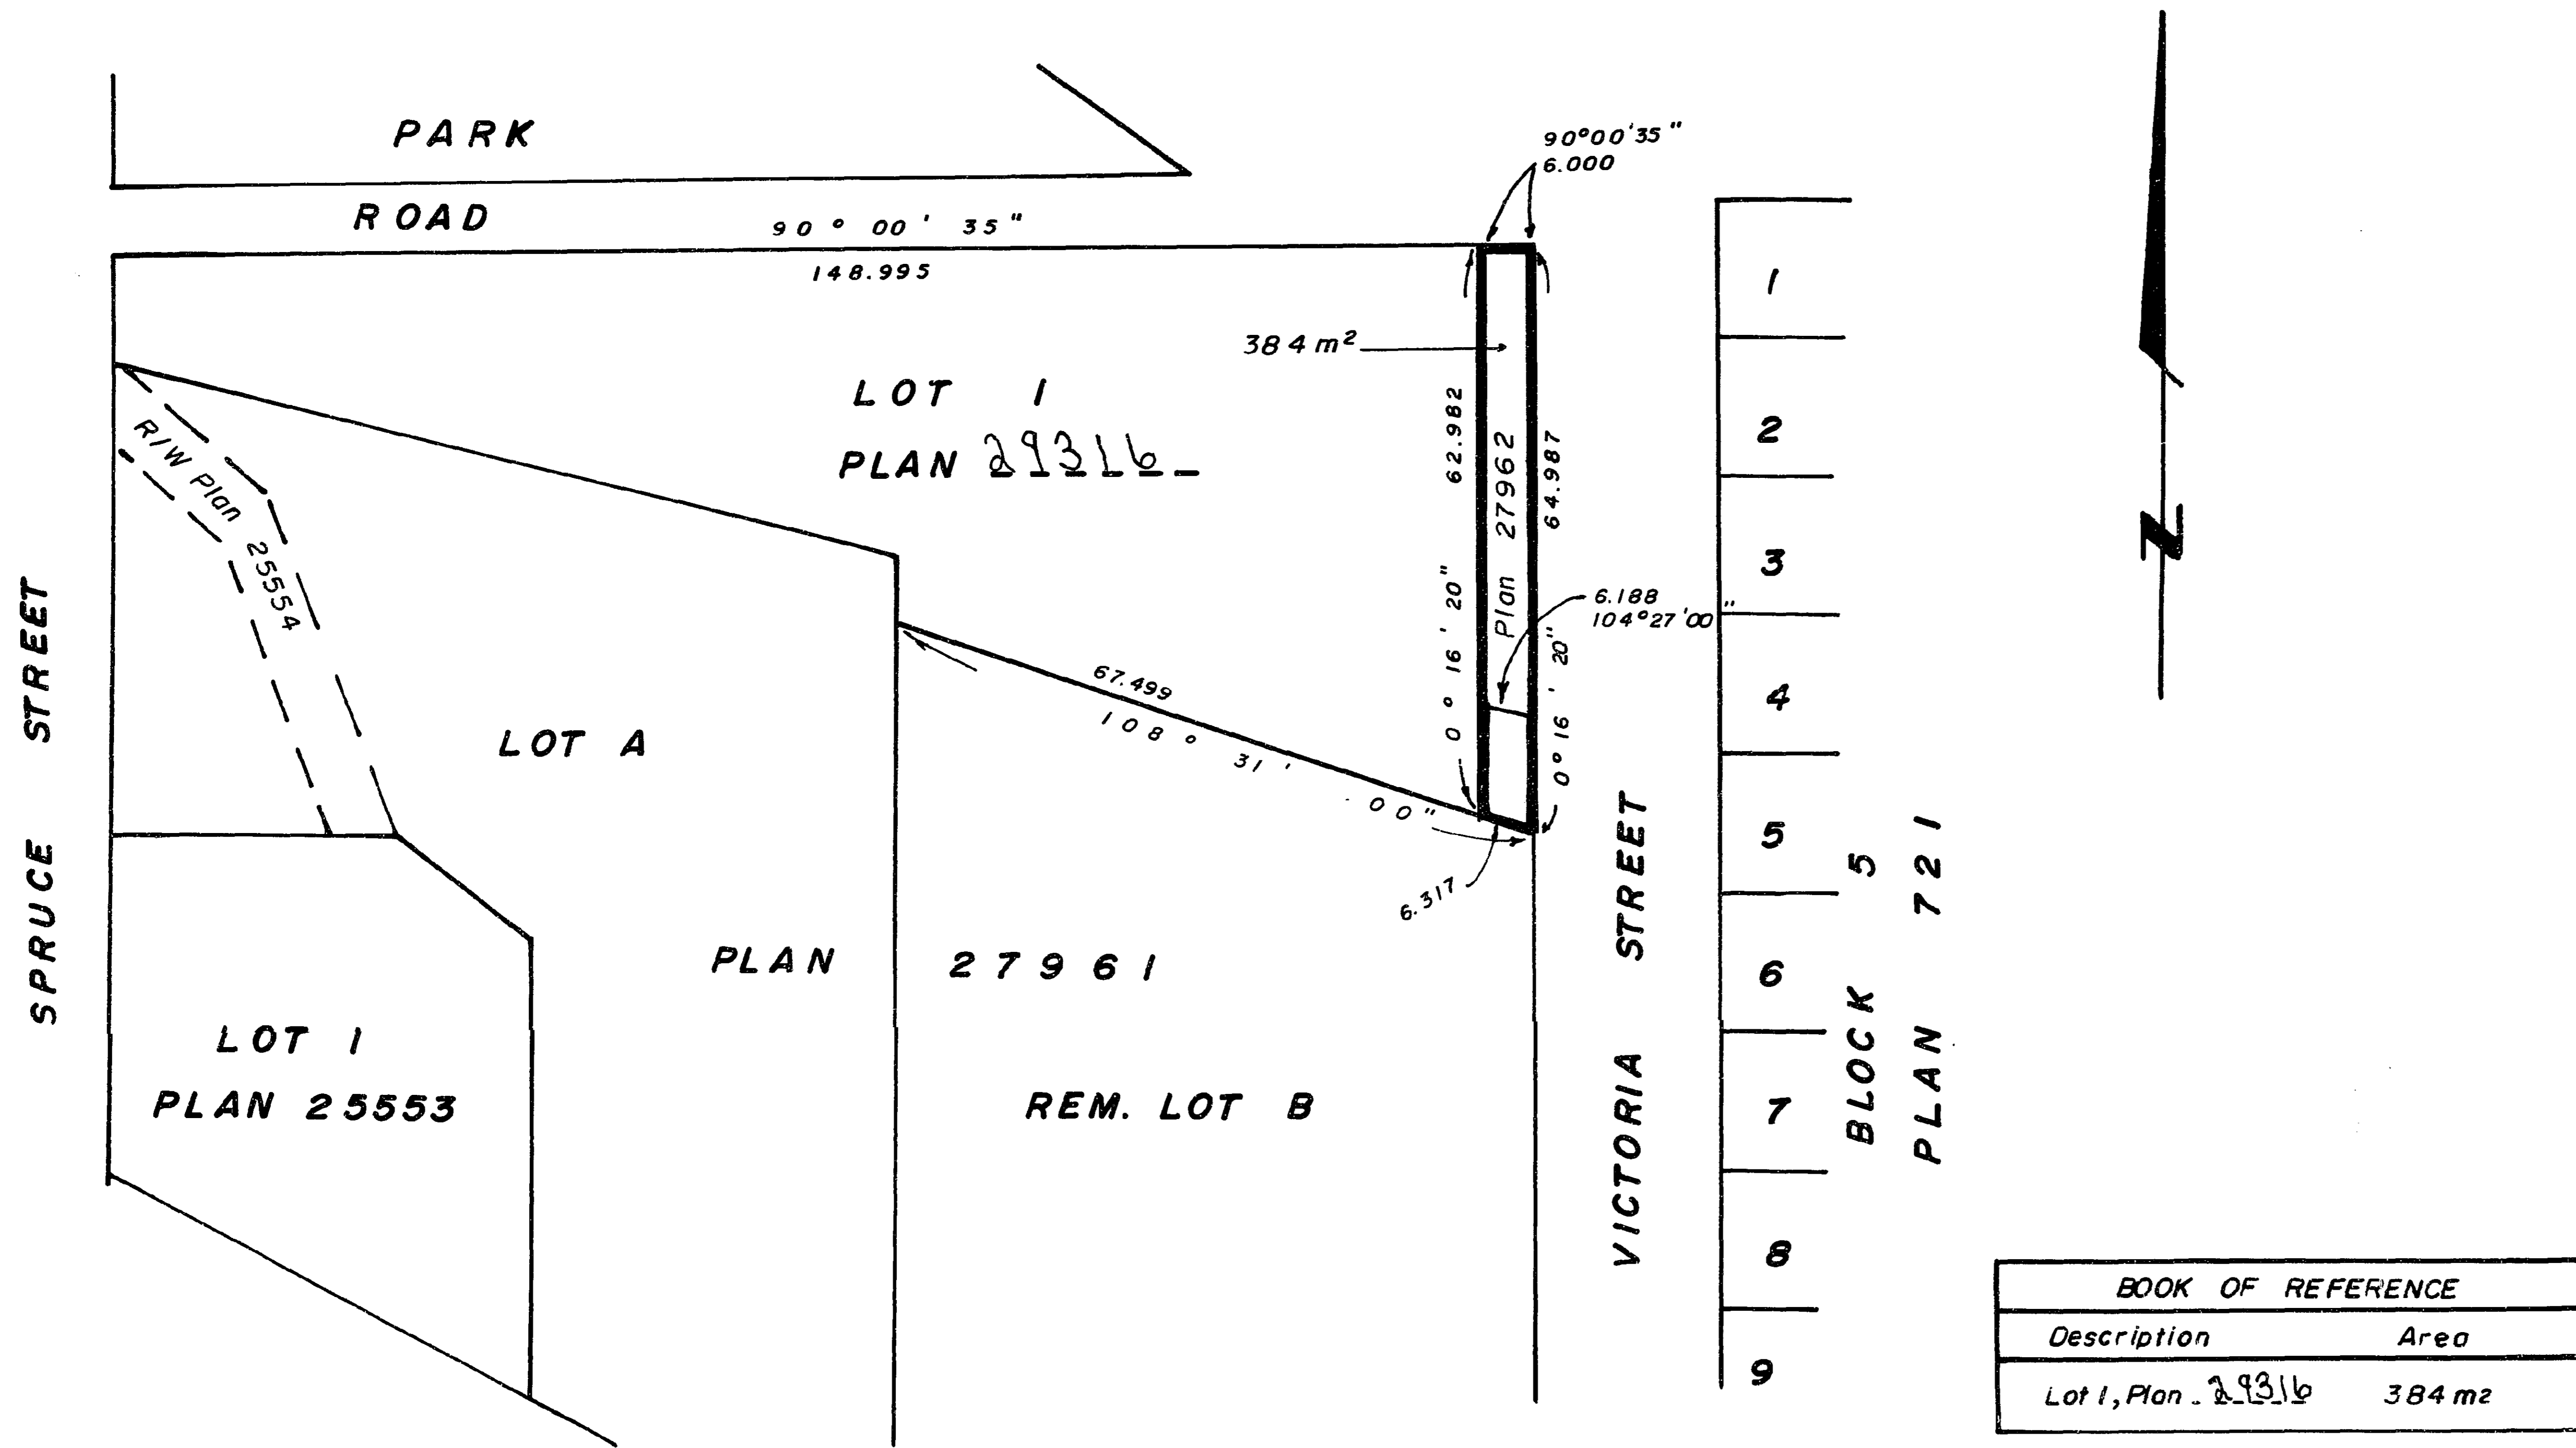 PARK
90°00'35"
6.000
ROAD
90° 00' 35"
148.995
384 m²
LOT 1
PLAN 29316
62.982
0° 16' 20"
Plan 27962
64.987
0° 16' 20"
6.188
104°27'00"
R/W Plan 25554
67.499
108° 31' 00"
6.317
LOT A
SPRUCE STREET
PLAN 27961
LOT 1
PLAN 25553
REM. LOT B
VICTORIA STREET
1
2
3
4
5
6
7
8
9
BLOCK 5
PLAN 721
N
BOOK OF REFERENCE
Description Area
Lot 1, Plan 29316 384 m2